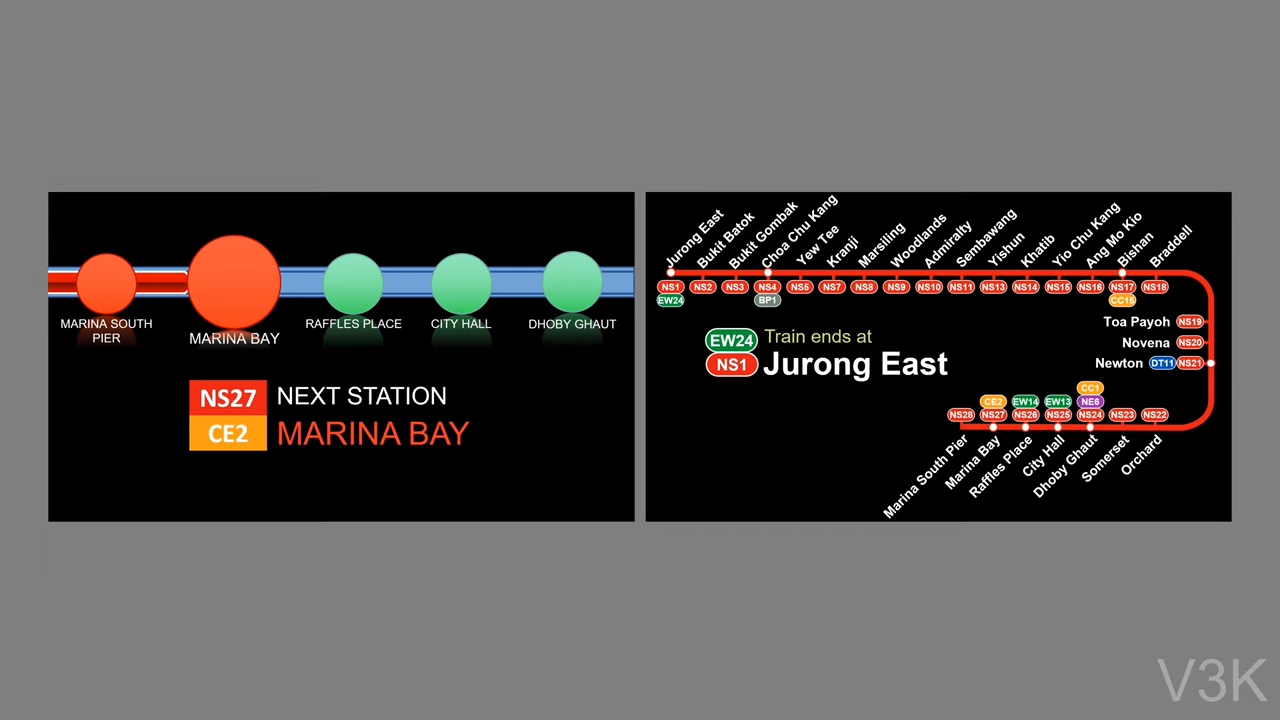 MARINA SOUTH
PIER
MARINA BAY
RAFFLES PLACE
CITY HALL
DHOBY GHAUT
NS27
CE2
NEXT STATION
MARINA BAY
Jurong East
Bukit Batok
Bukit Gombak
Choa Chu Kang
Yew Tee
Kranji
Marsiling
Woodlands
Admiralty
Sembawang
Yishun
Khatib
Yio Chu Kang
Ang Mo Kio
Bishan
Braddell
NS1 NS2 NS3 NS4 NS5 NS7 NS8 NS9 NS10 NS11 NS13 NS14 NS15 NS16 NS17 NS18
EW24 BP1 CC15
Toa Payoh NS19
Novena NS20
Newton DT11 NS21
EW24
NS1
Train ends at
Jurong East
CC1
CE2 EW14 EW13 NE6
NS28 NS27 NS26 NS25 NS24 NS23 NS22
Marina South Pier
Marina Bay
Raffles Place
City Hall
Dhoby Ghaut
Somerset
Orchard
V3K